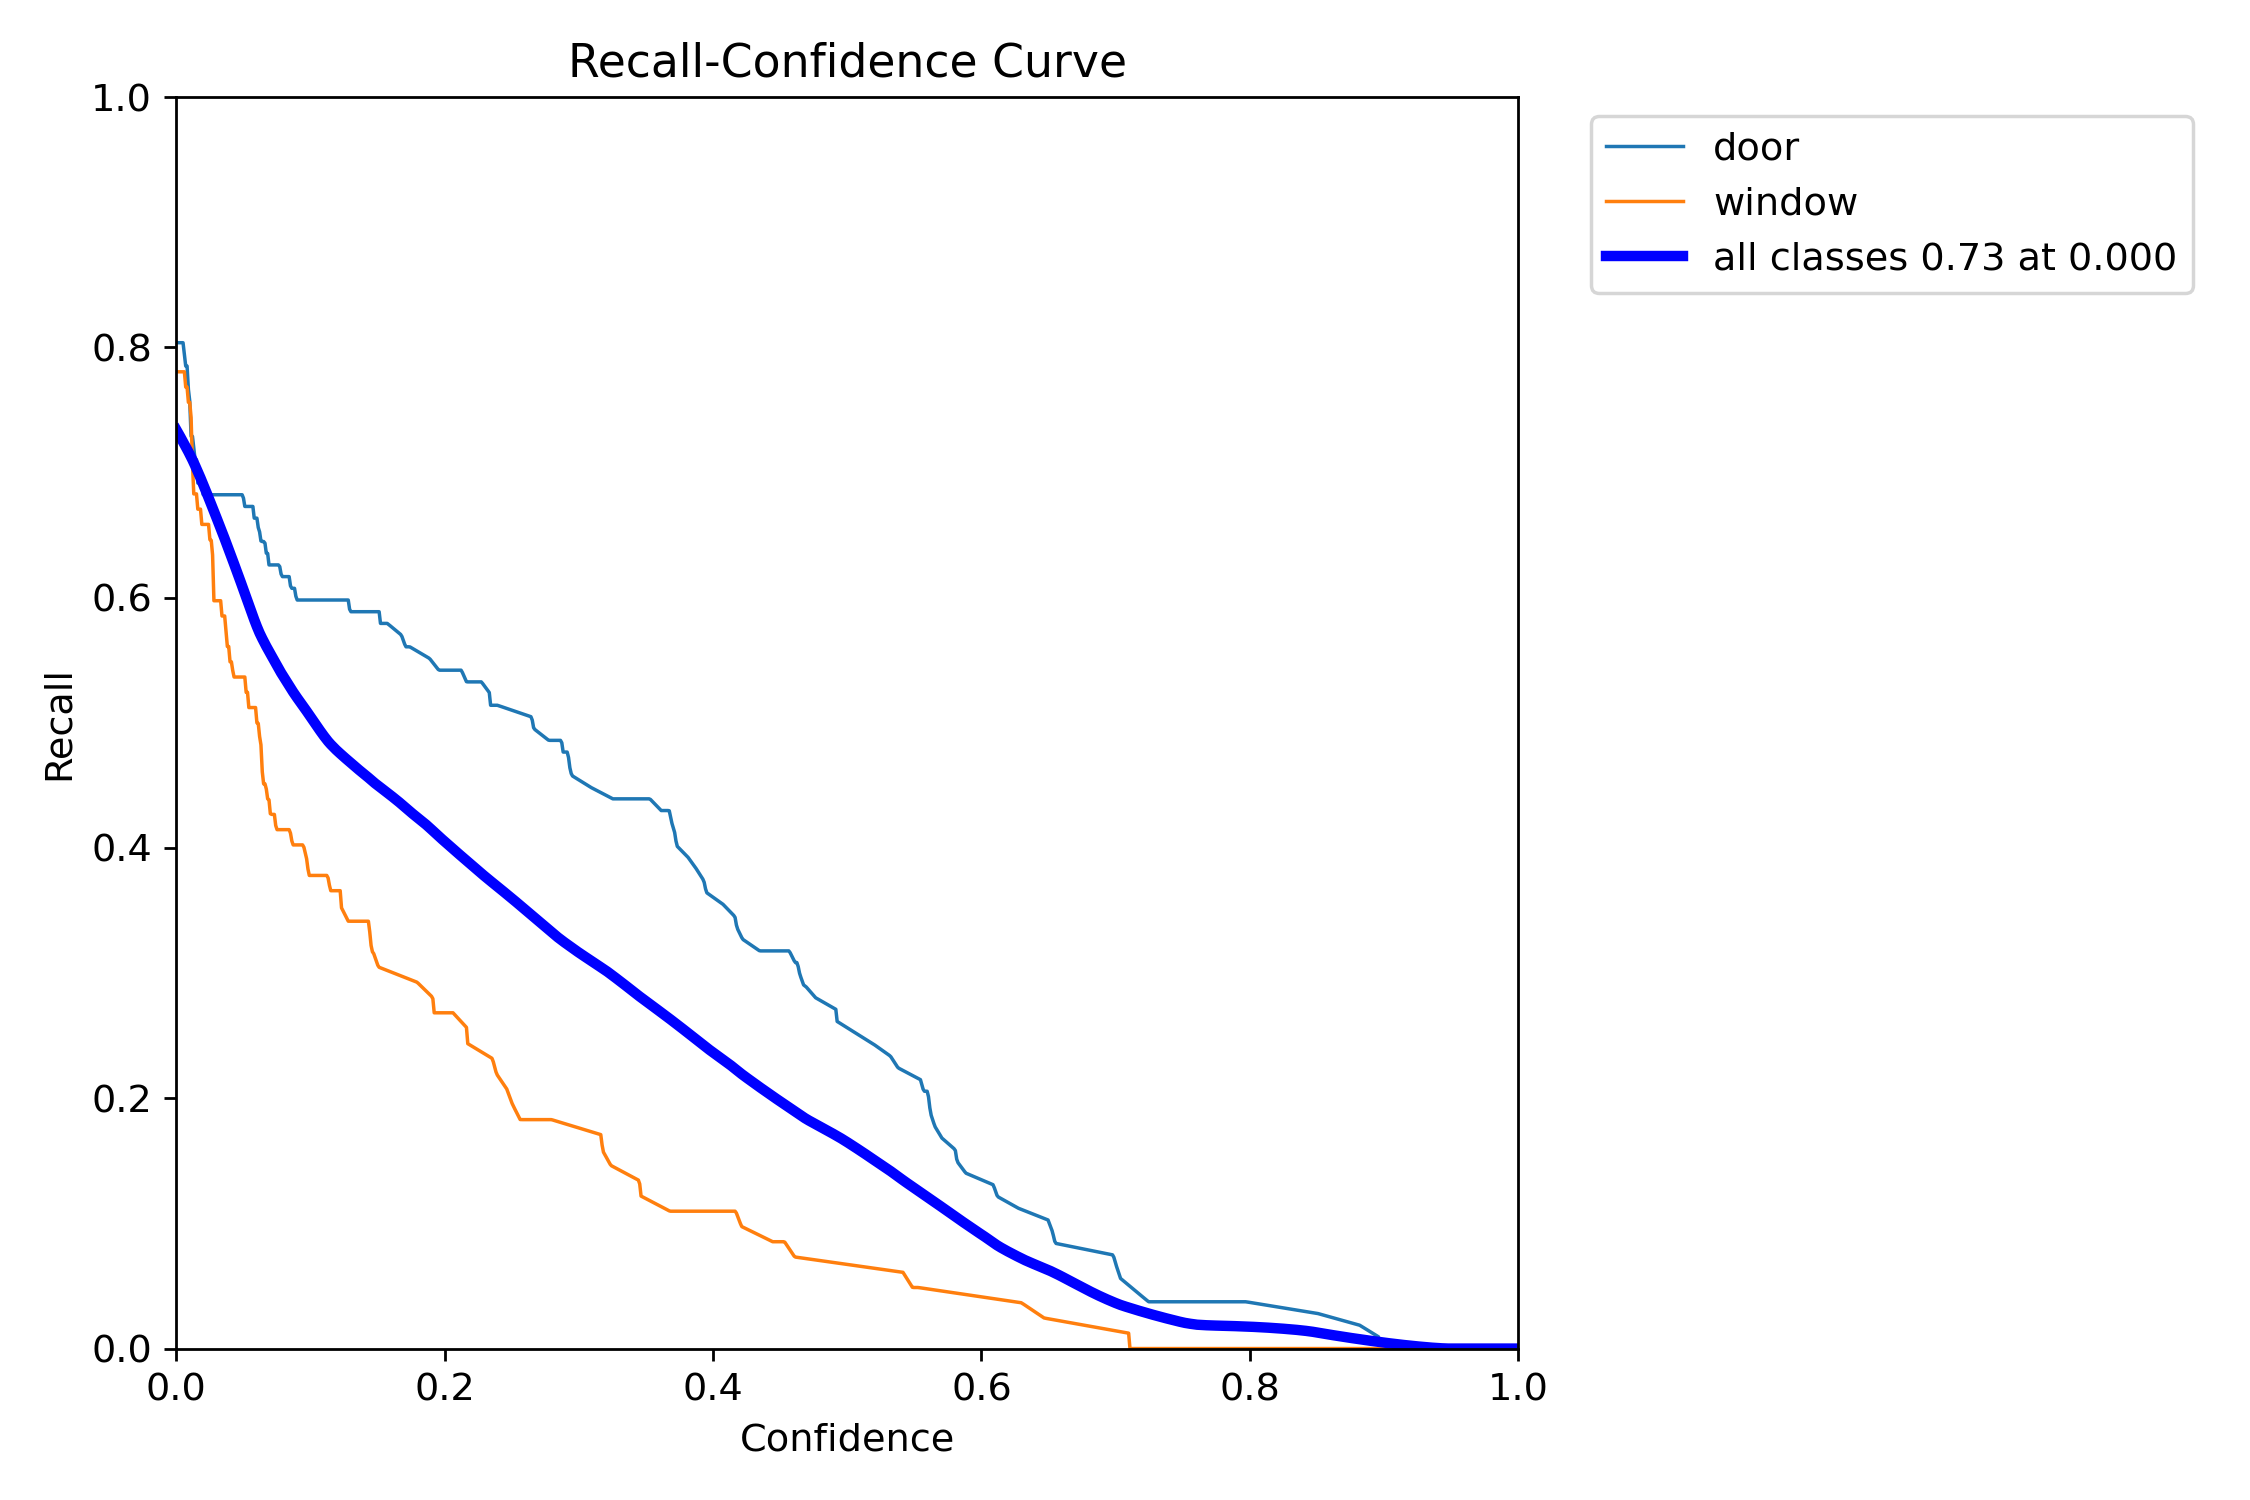 Recall-Confidence Curve
1.0
0.8
0.6
0.4
0.2
0.0
Recall
0.0 0.2 0.4 0.6 0.8 1.0
Confidence
door
window
all classes 0.73 at 0.000